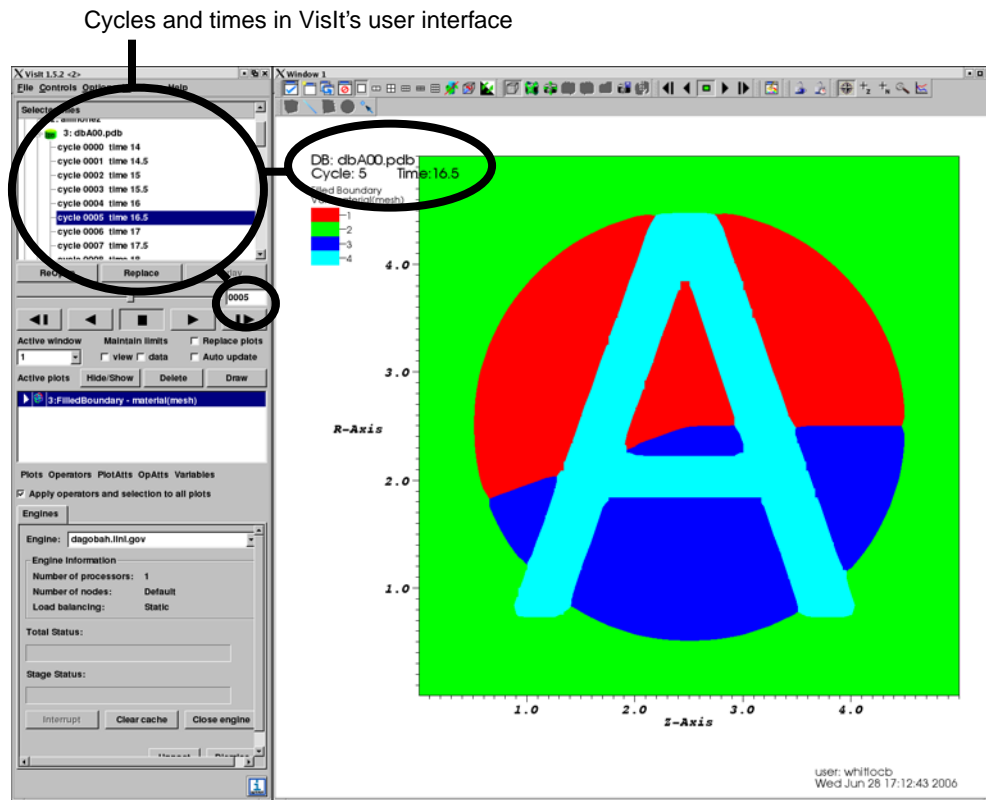 Cycles and times in VisIt's user interface
VisIt 1.5.2 <2>
File Controls Help
3: dbA00.pdb
cycle 0000 time 14
cycle 0001 time 14.5
cycle 0002 time 15
cycle 0003 time 15.5
cycle 0004 time 16
cycle 0005 time 16.5
cycle 0006 time 17
cycle 0007 time 17.5
Replace
0005
Active window Maintain limits Replace plots
1 view data Auto update
Active plots Hide/Show Delete Draw
3:FilledBoundary - material(mesh)
Plots Operators PlotAtts OpAtts Variables
Apply operators and selection to all plots
Engines
Engine: dagobah.llnl.gov
Engine Information
Number of processors: 1
Number of nodes: Default
Load balancing: Static
Total Status:
Stage Status:
Interrupt Clear cache Close engine
Window 1
DB: dbA00.pdb
Cycle: 5 Time:16.5
Filled Boundary
material(mesh)
1
2
3
4
4.0
3.0
R-Axis
2.0
1.0
1.0 2.0 3.0 4.0
Z-Axis
user: whitlocb
Wed Jun 28 17:12:43 2006